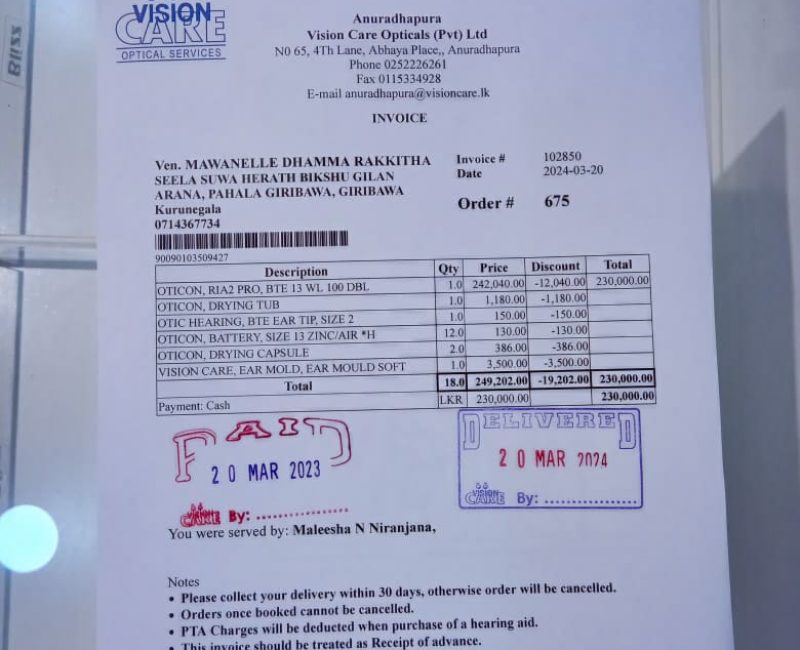 Bliss
VISION
CARE
OPTICAL SERVICES
Anuradhapura
Vision Care Opticals (Pvt) Ltd
N0 65, 4Th Lane, Abhaya Place,, Anuradhapura
Phone 0252226261
Fax 0115334928
E-mail anuradhapura@visioncare.lk
INVOICE
Ven. MAWANELLE DHAMMA RAKKITHA
SEELA SUWA HERATH BIKSHU GILAN
ARANA, PAHALA GIRIBAWA, GIRIBAWA
Kurunegala
0714367734
Invoice # 102850
Date 2024-03-20
Order # 675
90090103509427
Description Qty Price Discount Total
OTICON, RIA2 PRO, BTE 13 WL 100 DBL 1.0 242,040.00 -12,040.00 230,000.00
OTICON, DRYING TUB 1.0 1,180.00 -1,180.00
OTIC HEARING, BTE EAR TIP, SIZE 2 1.0 150.00 -150.00
OTICON, BATTERY, SIZE 13 ZINC/AIR *H 12.0 130.00 -130.00
OTICON, DRYING CAPSULE 2.0 386.00 -386.00
VISION CARE, EAR MOLD, EAR MOULD SOFT 1.0 3,500.00 -3,500.00
Total 18.0 249,202.00 -19,202.00 230,000.00
Payment: Cash LKR 230,000.00 230,000.00
PAID
20 MAR 2023
CARE By: ..................
DELIVERED
20 MAR 2024
VISION
CARE By: ..................
You were served by: Maleesha N Niranjana,
Notes
• Please collect your delivery within 30 days, otherwise order will be cancelled.
• Orders once booked cannot be cancelled.
• PTA Charges will be deducted when purchase of a hearing aid.
• This invoice should be treated as Receipt of advance.